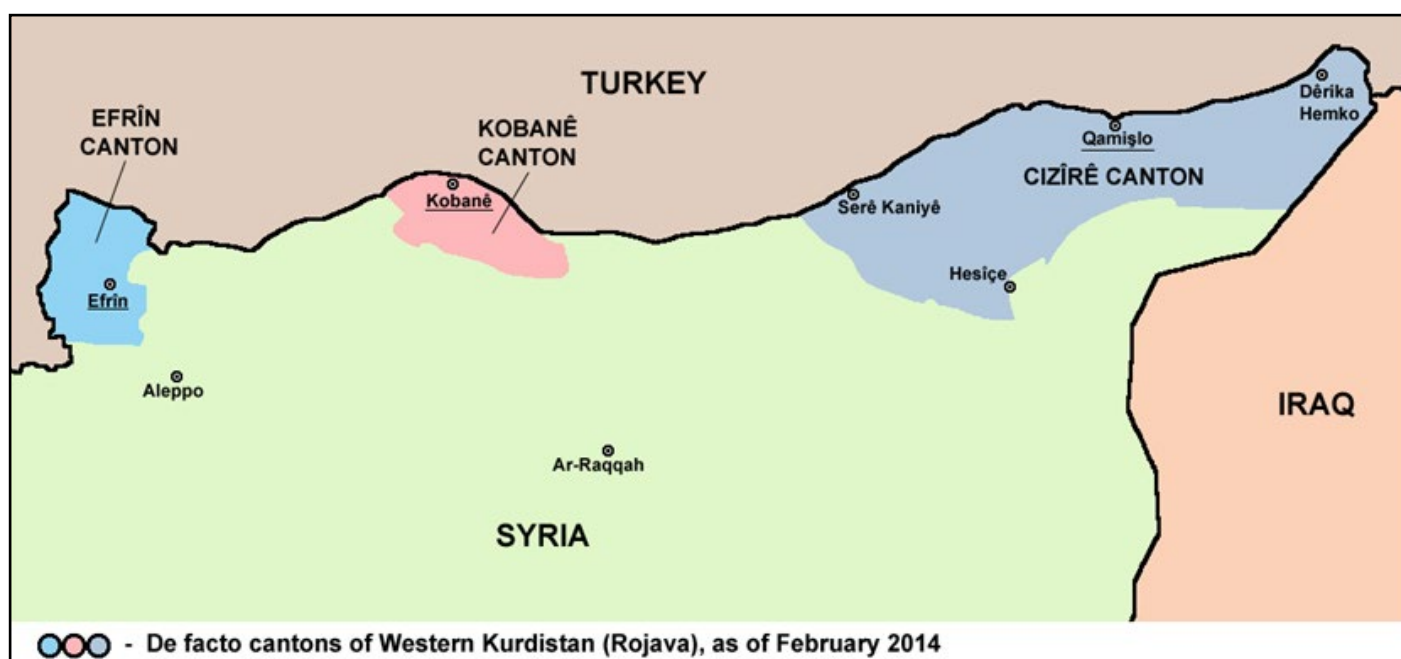 TURKEY
EFRÎN
CANTON
KOBANÊ
CANTON
Dêrika
Hemko
Qamişlo
CIZÎRÊ CANTON
Kobanê
Serê Kaniyê
Hesîçe
Efrîn
Aleppo
IRAQ
Ar-Raqqah
SYRIA
- De facto cantons of Western Kurdistan (Rojava), as of February 2014